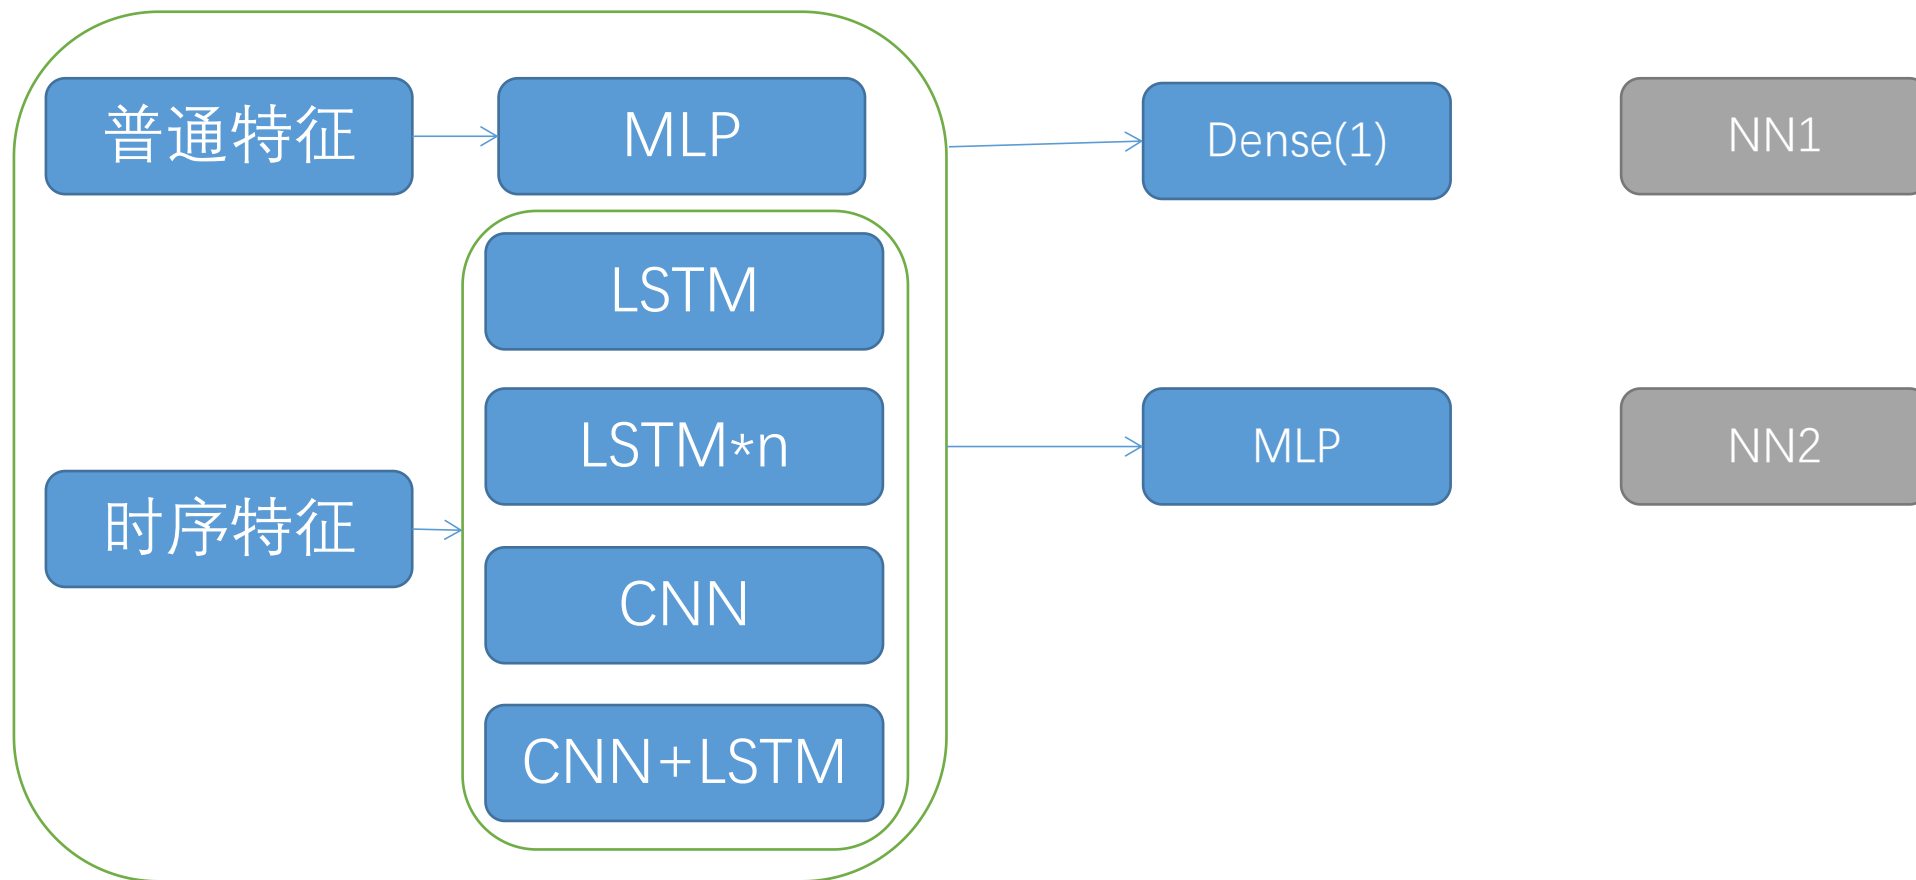 普通特征
MLP
Dense(1)
NN1
LSTM
LSTM*n
MLP
NN2
时序特征
CNN
CNN+LSTM